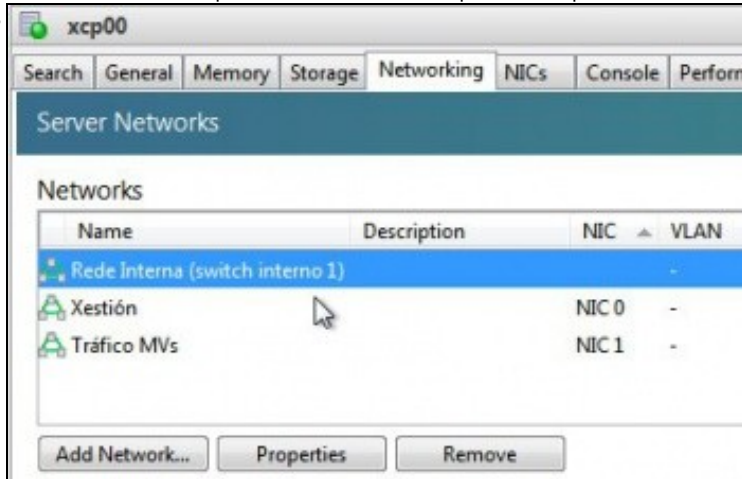 xcp00
Search General Memory Storage Networking NICs Console Perforn
Server Networks
Networks
Name Description NIC VLAN
Rede Interna (switch interno 1) -
Xestión NIC 0 -
Tráfico MVs NIC 1 -
Add Network... Properties Remove